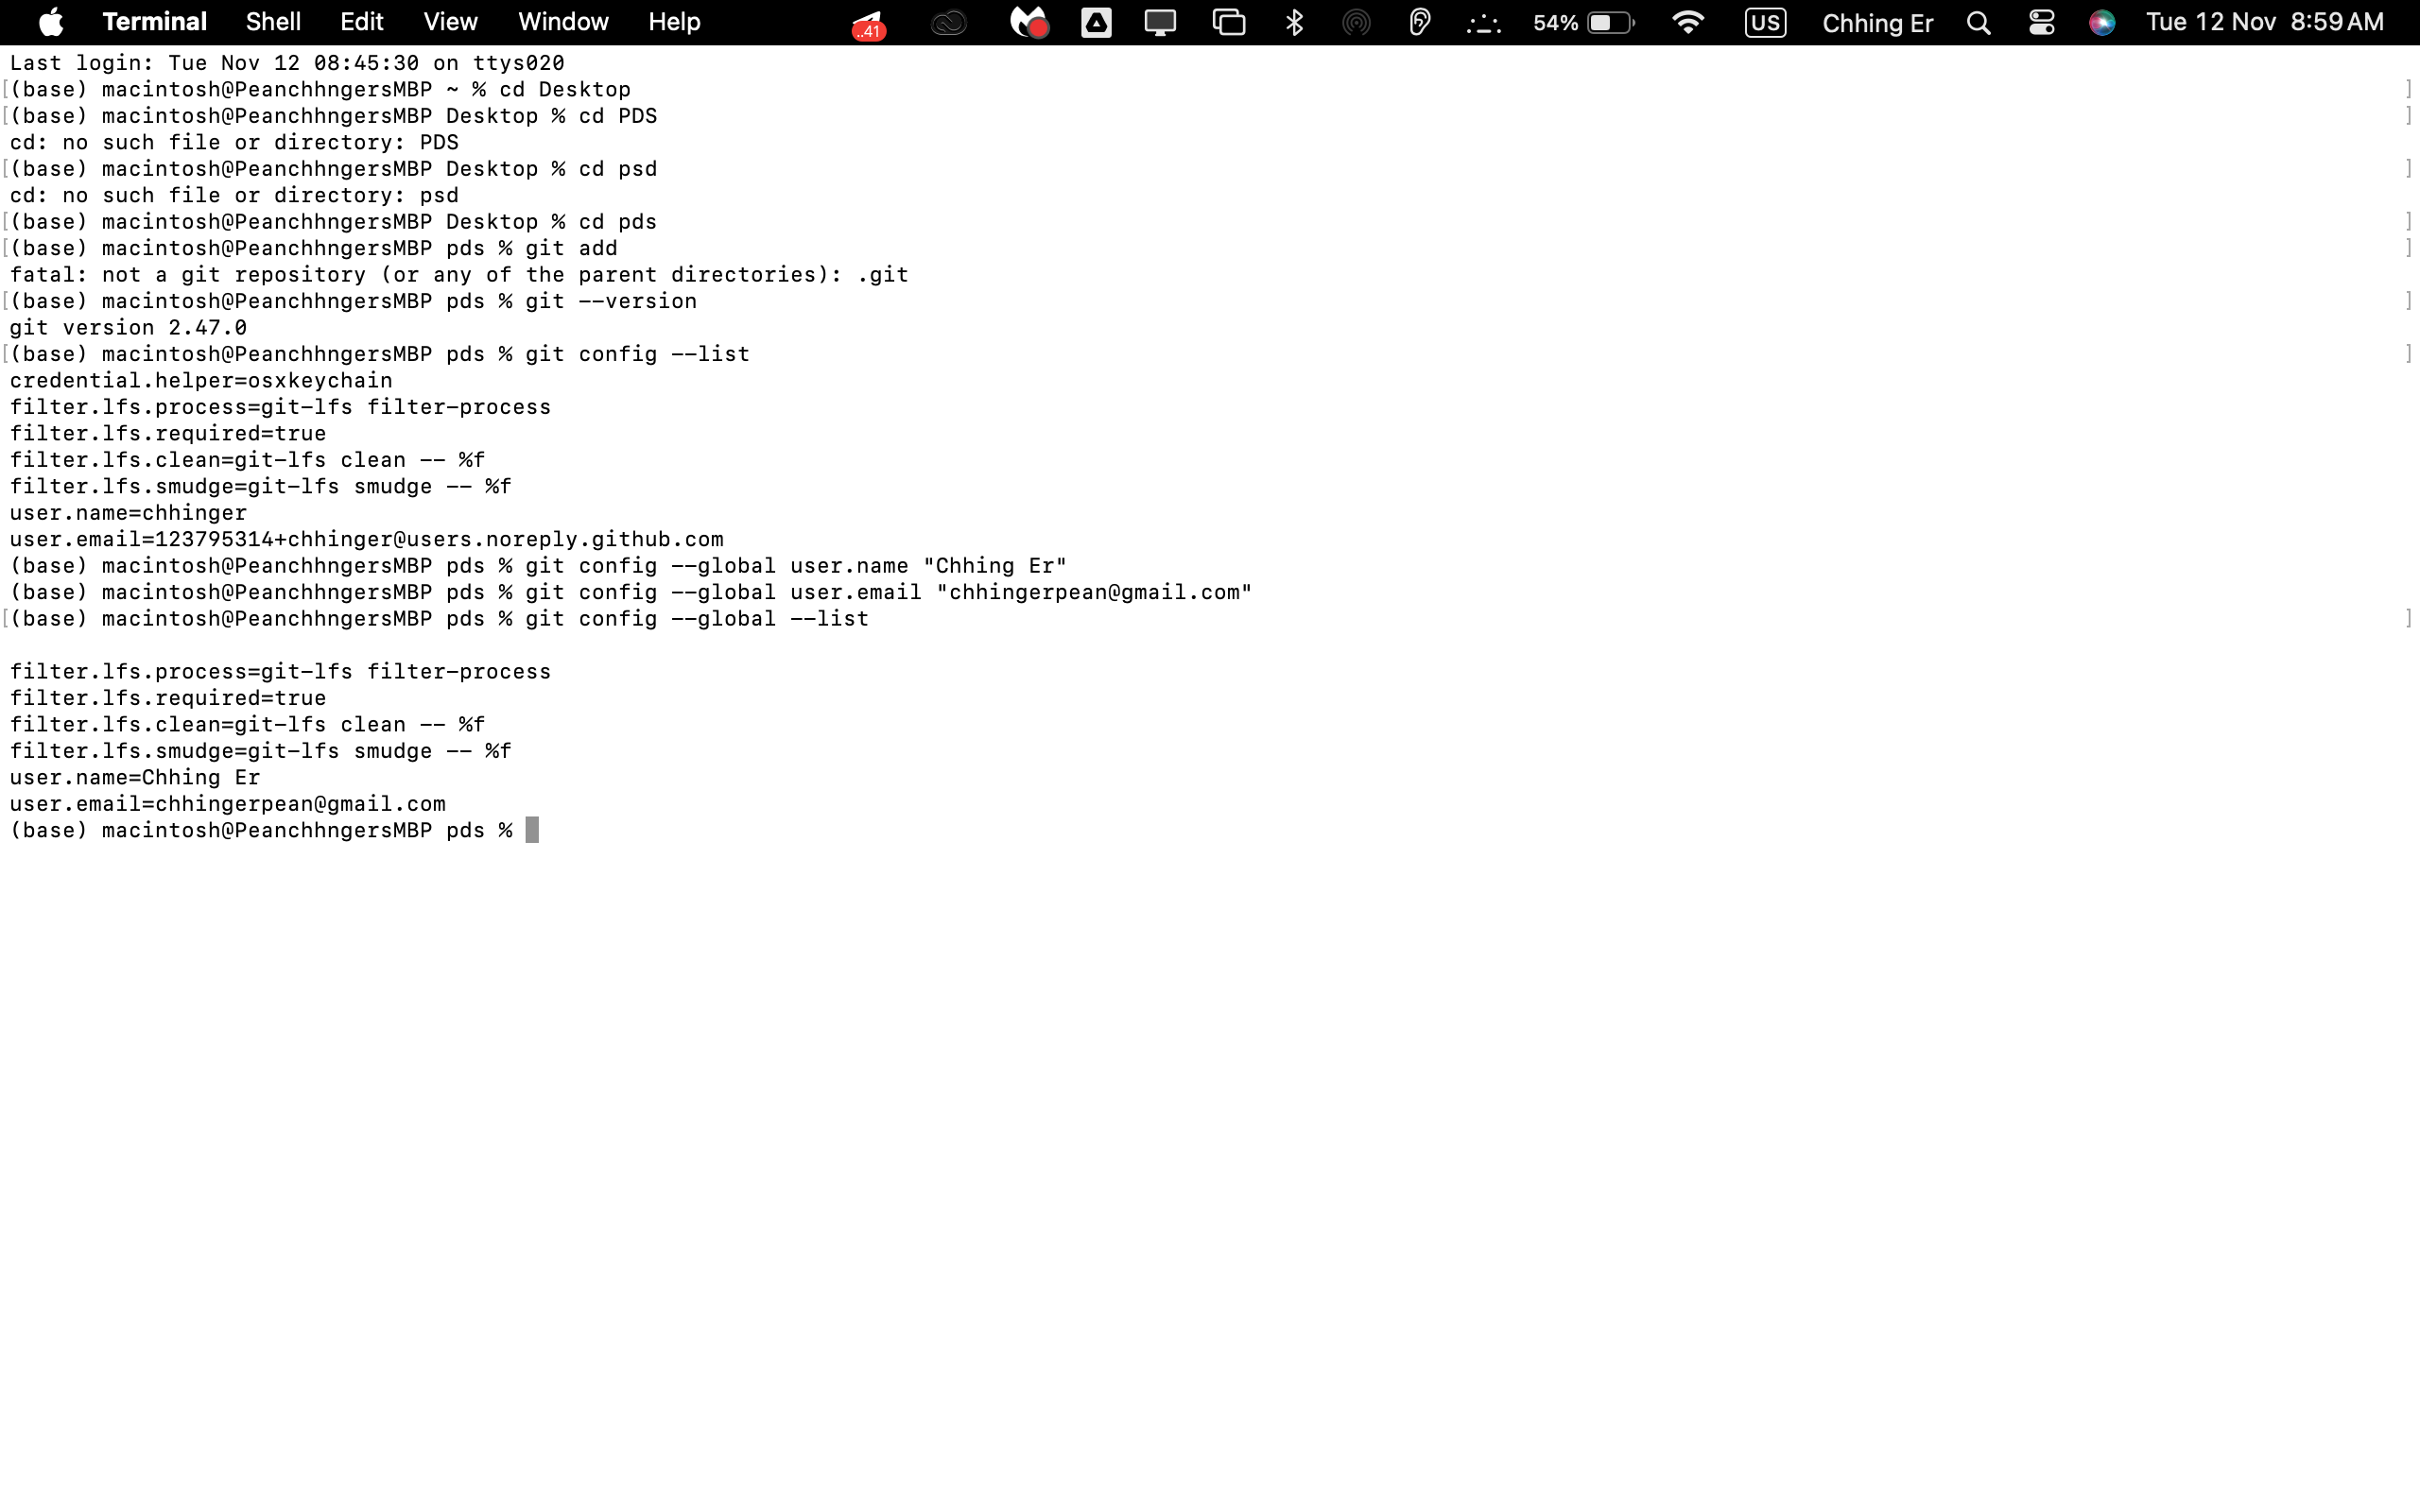 Terminal Shell Edit View Window Help ..41 54% US Chhing Er Tue 12 Nov 8:59 AM
Last login: Tue Nov 12 08:45:30 on ttys020
[(base) macintosh@PeanchhngersMBP ~ % cd Desktop ]
[(base) macintosh@PeanchhngersMBP Desktop % cd PDS ]
cd: no such file or directory: PDS
[(base) macintosh@PeanchhngersMBP Desktop % cd psd ]
cd: no such file or directory: psd
[(base) macintosh@PeanchhngersMBP Desktop % cd pds ]
[(base) macintosh@PeanchhngersMBP pds % git add ]
fatal: not a git repository (or any of the parent directories): .git
[(base) macintosh@PeanchhngersMBP pds % git --version ]
git version 2.47.0
[(base) macintosh@PeanchhngersMBP pds % git config --list ]
credential.helper=osxkeychain
filter.lfs.process=git-lfs filter-process
filter.lfs.required=true
filter.lfs.clean=git-lfs clean -- %f
filter.lfs.smudge=git-lfs smudge -- %f
user.name=chhinger
user.email=123795314+chhinger@users.noreply.github.com
(base) macintosh@PeanchhngersMBP pds % git config --global user.name "Chhing Er"
(base) macintosh@PeanchhngersMBP pds % git config --global user.email "chhingerpean@gmail.com"
[(base) macintosh@PeanchhngersMBP pds % git config --global --list ]
filter.lfs.process=git-lfs filter-process
filter.lfs.required=true
filter.lfs.clean=git-lfs clean -- %f
filter.lfs.smudge=git-lfs smudge -- %f
user.name=Chhing Er
user.email=chhingerpean@gmail.com
(base) macintosh@PeanchhngersMBP pds %